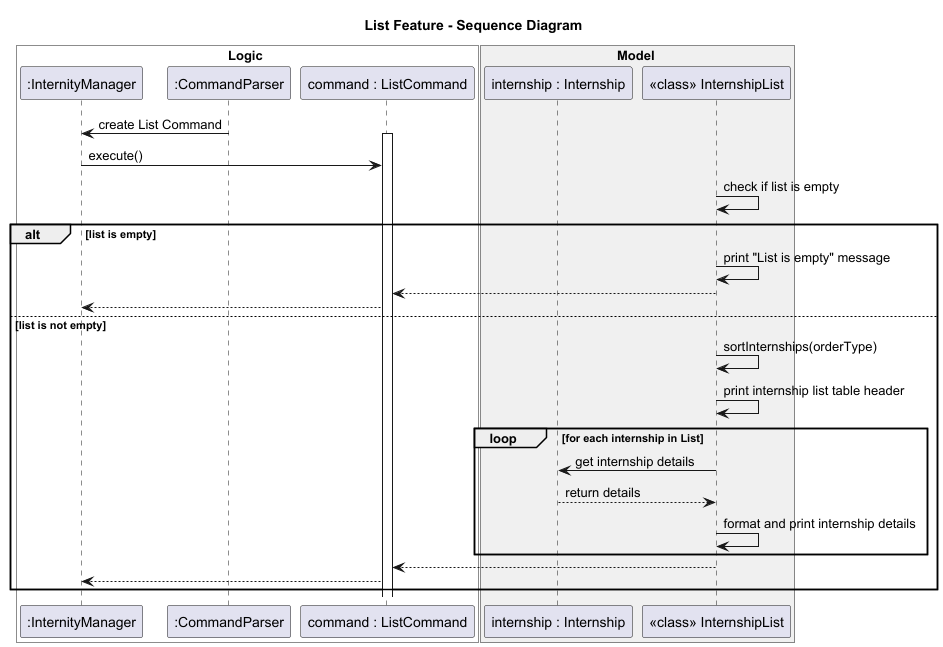 List Feature - Sequence Diagram
Logic
Model
:InternityManager
:CommandParser
command : ListCommand
internship : Internship
«class» InternshipList
create List Command
execute()
check if list is empty
alt
[list is empty]
print "List is empty" message
[list is not empty]
sortInternships(orderType)
print internship list table header
loop
[for each internship in List]
get internship details
return details
format and print internship details
:InternityManager
:CommandParser
command : ListCommand
internship : Internship
«class» InternshipList